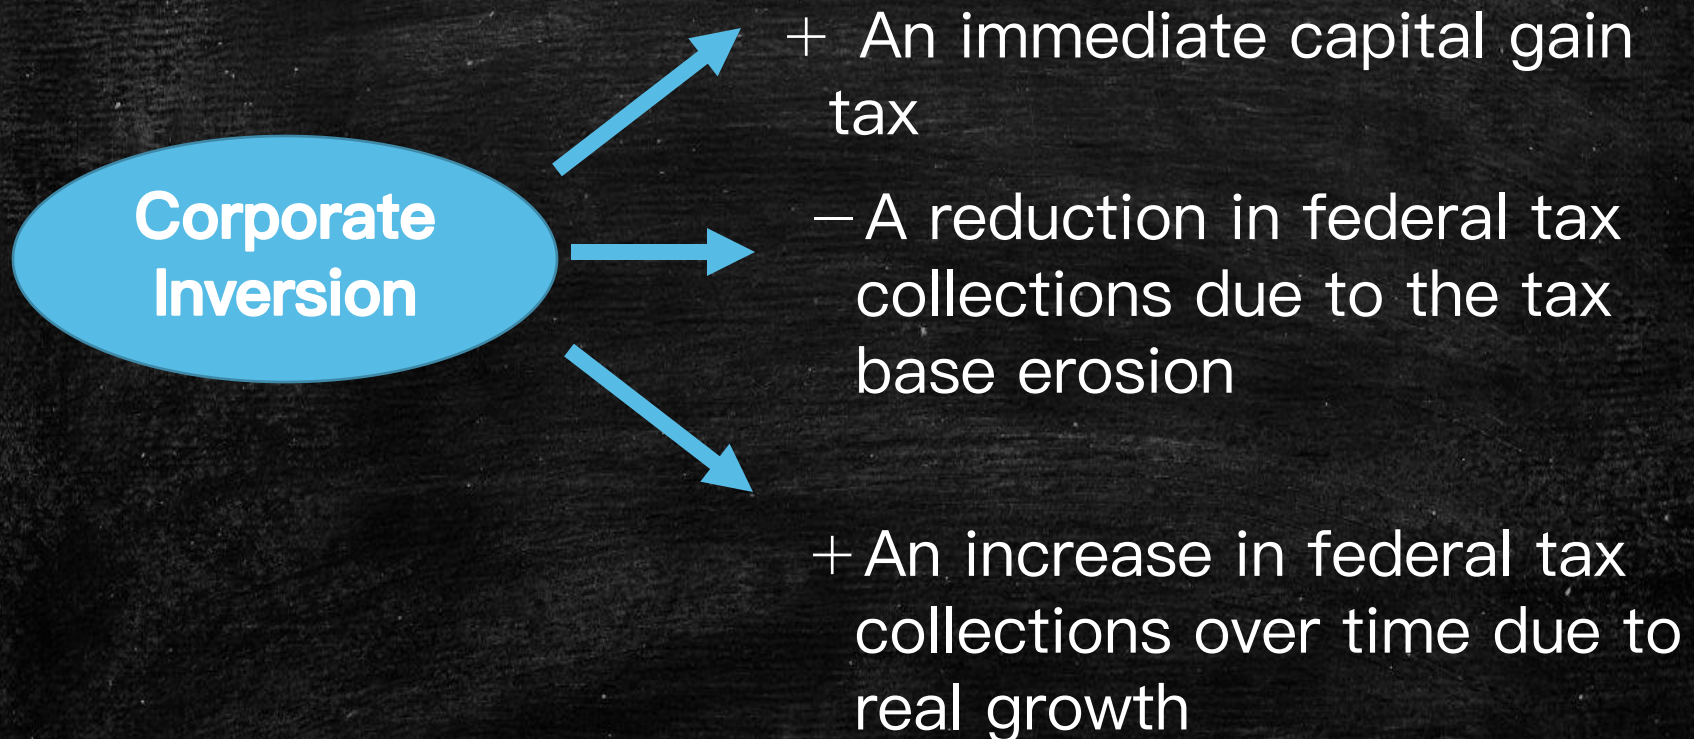 Corporate
Inversion
+ An immediate capital gain
tax
–A reduction in federal tax
collections due to the tax
base erosion
+An increase in federal tax
collections over time due to
real growth